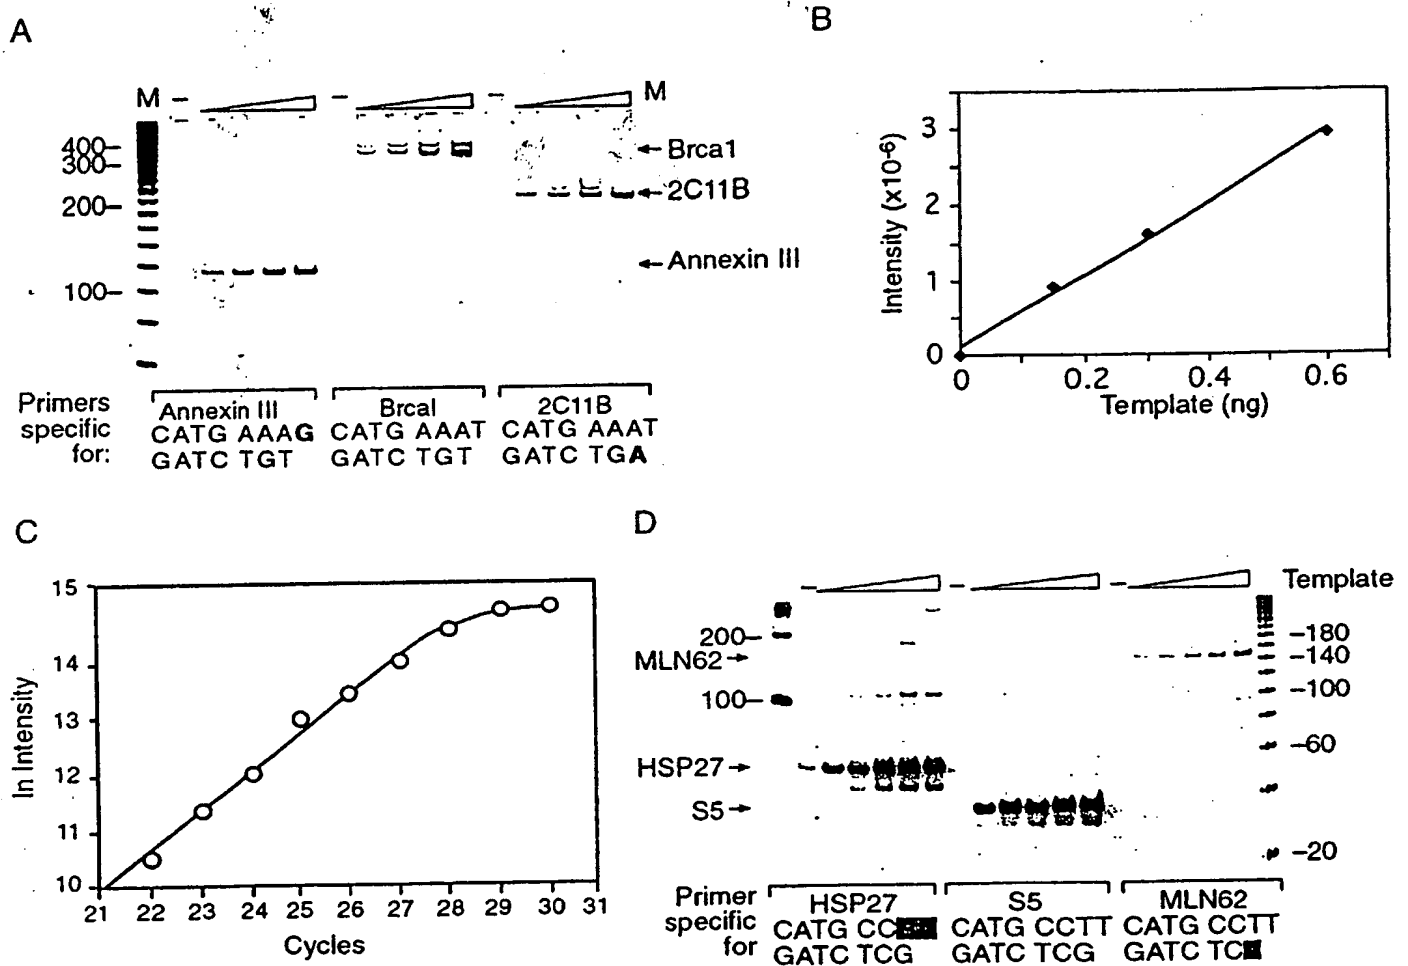 A
M – – – M
400–
300–
200–
100–
Brca1
2C11B
Annexin III
Primers
specific
for:
Annexin III Brcal 2C11B
CATG AAAG CATG AAAT CATG AAAT
GATC TGT GATC TGT GATC TGA
B
Intensity (x10-6)
3
2
1
0
0 0.2 0.4 0.6
Template (ng)
C
ln Intensity
15
14
13
12
11
10
21 22 23 24 25 26 27 28 29 30 31
Cycles
D
– – – Template
200–
MLN62
100–
HSP27
S5
–180
–140
–100
–60
–20
Primer
specific
for
HSP27 S5 MLN62
CATG CC CATG CCTT CATG CCTT
GATC TCG GATC TCG GATC TC